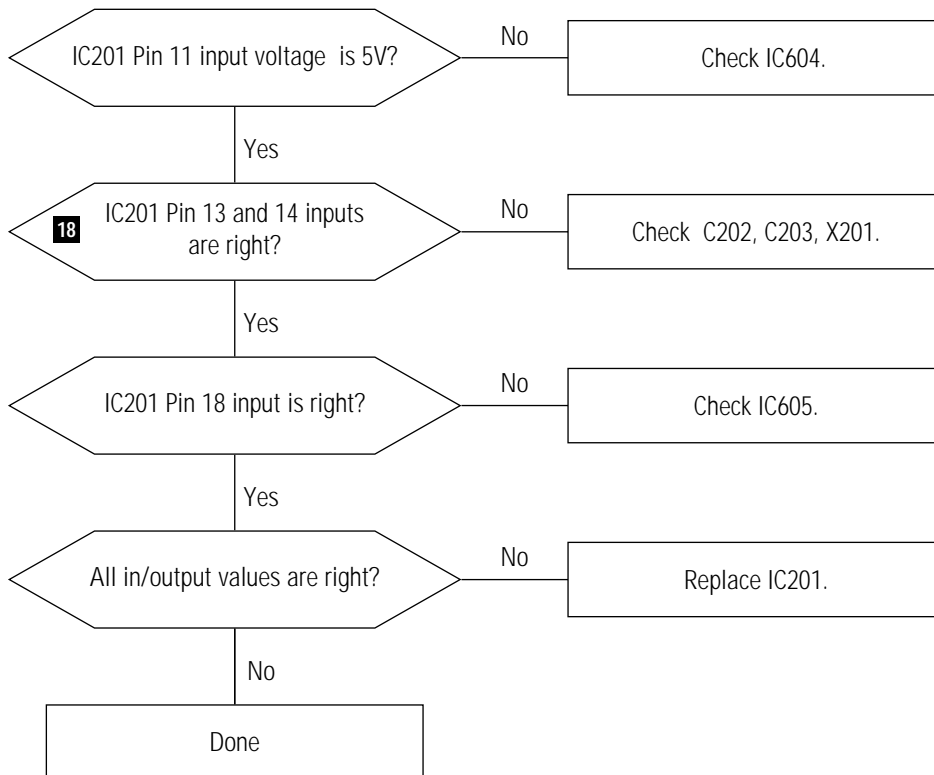 IC201 Pin 11 input voltage is 5V?
No
Check IC604.
Yes
18
IC201 Pin 13 and 14 inputs
are right?
No
Check C202, C203, X201.
Yes
IC201 Pin 18 input is right?
No
Check IC605.
Yes
All in/output values are right?
No
Replace IC201.
No
Done